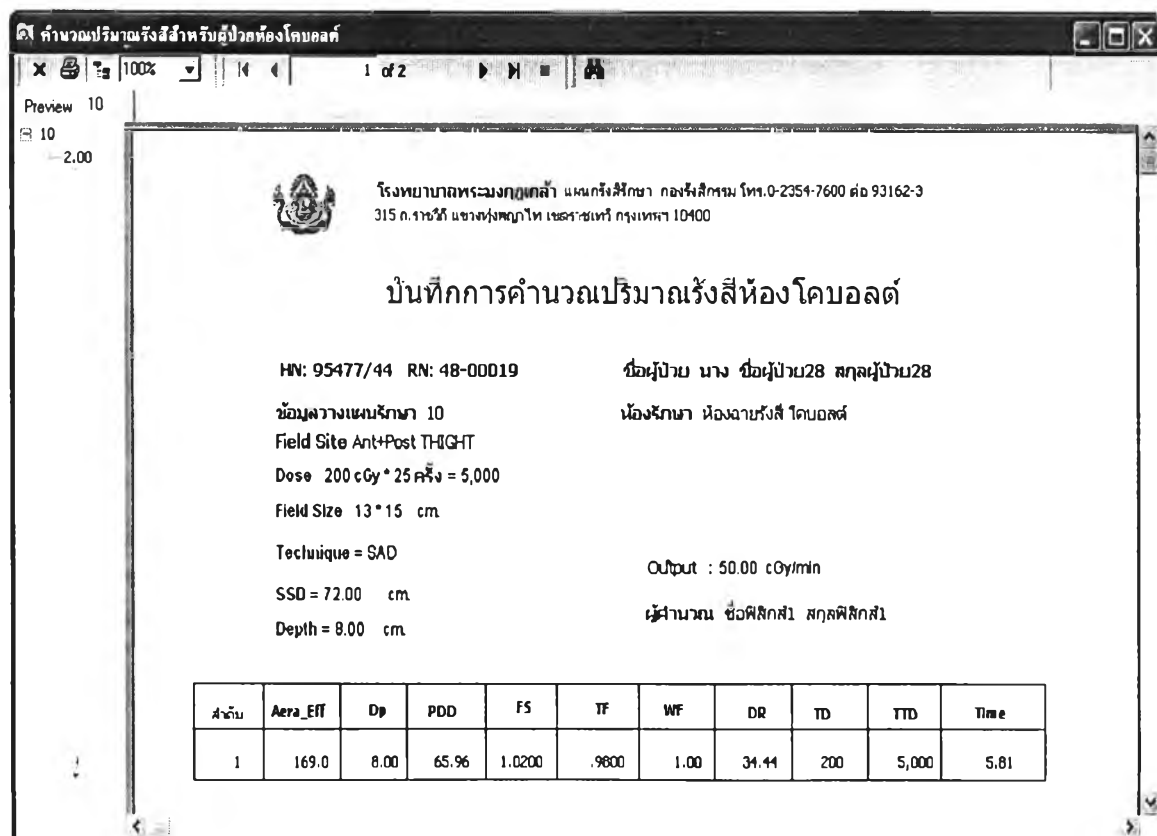 คำนวณปริมาณรังสีสำหรับผู้ป่วยห้องโคบอลต์
100% 1 of 2
Preview 10
10
2.00
โรงพยาบาลพระมงกุฎเกล้า แผนกรังสีรักษา กองรังสีกรรม โทร.0-2354-7600 ต่อ 93162-3
315 ถ.ราชวิถี แขวงทุ่งพญาไท เขตราชเทวี กรุงเทพฯ 10400
บันทึกการคำนวณปริมาณรังสีห้องโคบอลต์
HN: 95477/44 RN: 48-00019 ชื่อผู้ป่วย นาง ชื่อผู้ป่วย28 สกุลผู้ป่วย28
ข้อมูลวางแผนรักษา 10 ห้องรักษา ห้องฉายรังสี โคบอลต์
Field Site Ant+Post THIGHT
Dose 200 cGy * 25 ครั้ง = 5,000
Field Size 13 * 15 cm.
Technique = SAD
Output : 50.00 cGy/min
SSD = 72.00 cm.
ผู้คำนวณ ชื่อฟิสิกส์1 สกุลฟิสิกส์1
Depth = 8.00 cm.
ลำดับ Aera_Eff Dp PDD FS TF WF DR TD TTD Time
1 169.0 8.00 65.96 1.0200 .9800 1.00 34.44 200 5,000 5.81